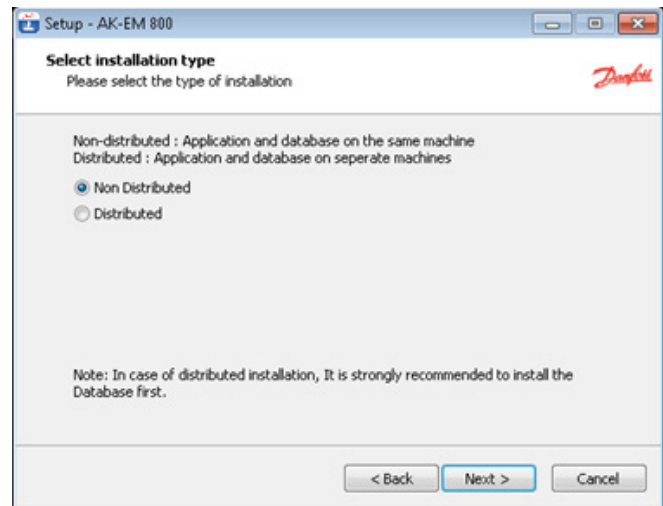 Setup - AK-EM 800
Select installation type
Please select the type of installation
Danfoss
Non-distributed : Application and database on the same machine
Distributed : Application and database on seperate machines
Non Distributed
Distributed
Note: In case of distributed installation, It is strongly recommended to install the
Database first.
< Back
Next >
Cancel